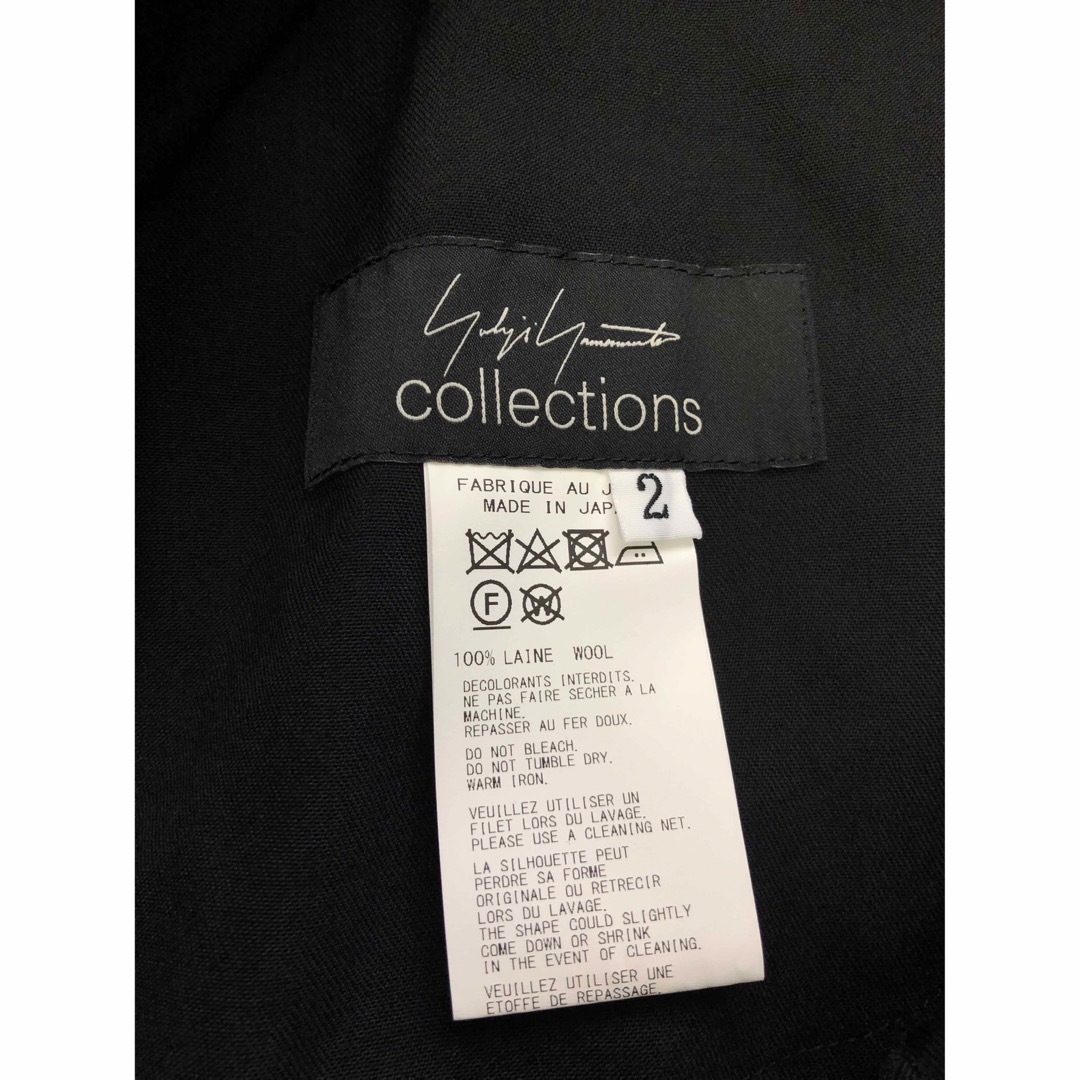 Yohji Yamamoto
collections
FABRIQUE AU J
MADE IN JAP
2
F
W
100% LAINE WOOL
DECOLORANTS INTERDITS.
NE PAS FAIRE SECHER A LA
MACHINE.
REPASSER AU FER DOUX.
DO NOT BLEACH.
DO NOT TUMBLE DRY.
WARM IRON.
VEUILLEZ UTILISER UN
FILET LORS DU LAVAGE.
PLEASE USE A CLEANING NET.
LA SILHOUETTE PEUT
PERDRE SA FORME
ORIGINALE OU RETRECIR
LORS DU LAVAGE.
THE SHAPE COULD SLIGHTLY
COME DOWN OR SHRINK
IN THE EVENT OF CLEANING.
VEUILLEZ UTILISER UNE
ETOFFE DE REPASSAGE.